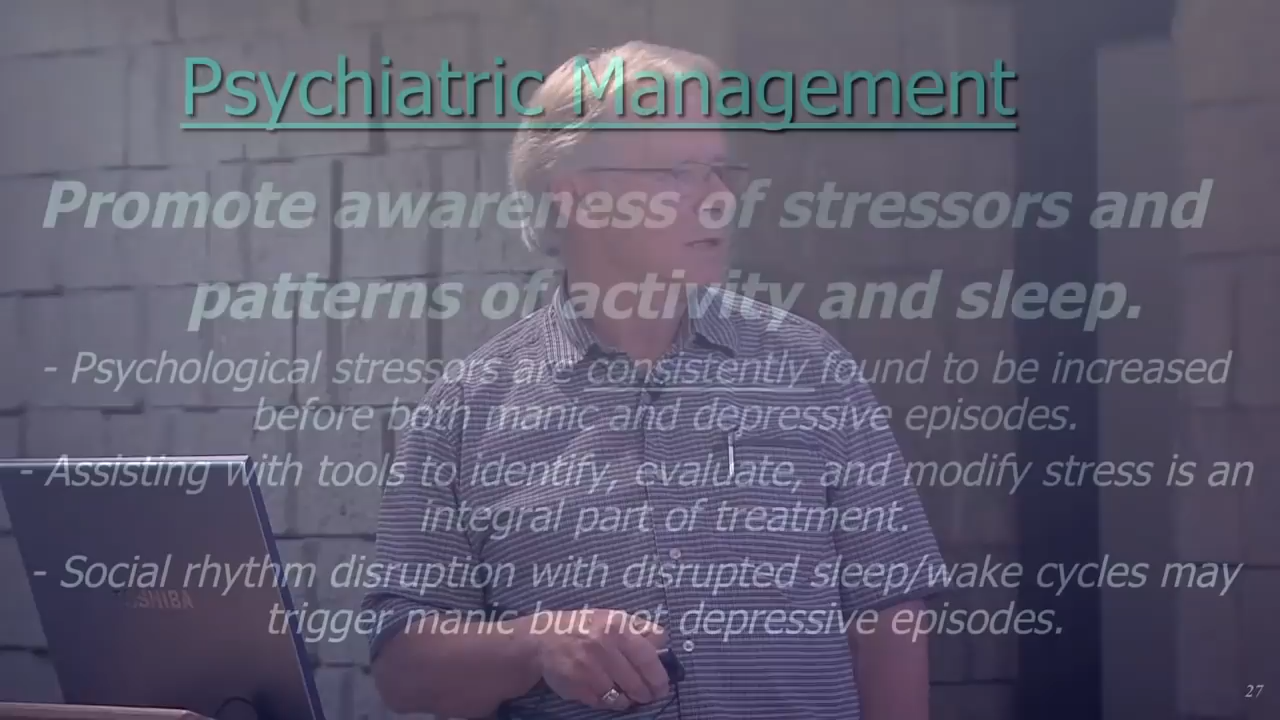 Psychiatric Management
Promote awareness of stressors and
patterns of activity and sleep.
- Psychological stressors are consistently found to be increased
before both manic and depressive episodes.
- Assisting with tools to identify, evaluate, and modify stress is an
integral part of treatment.
- Social rhythm disruption with disrupted sleep/wake cycles may
trigger manic but not depressive episodes.
TOSHIBA
27